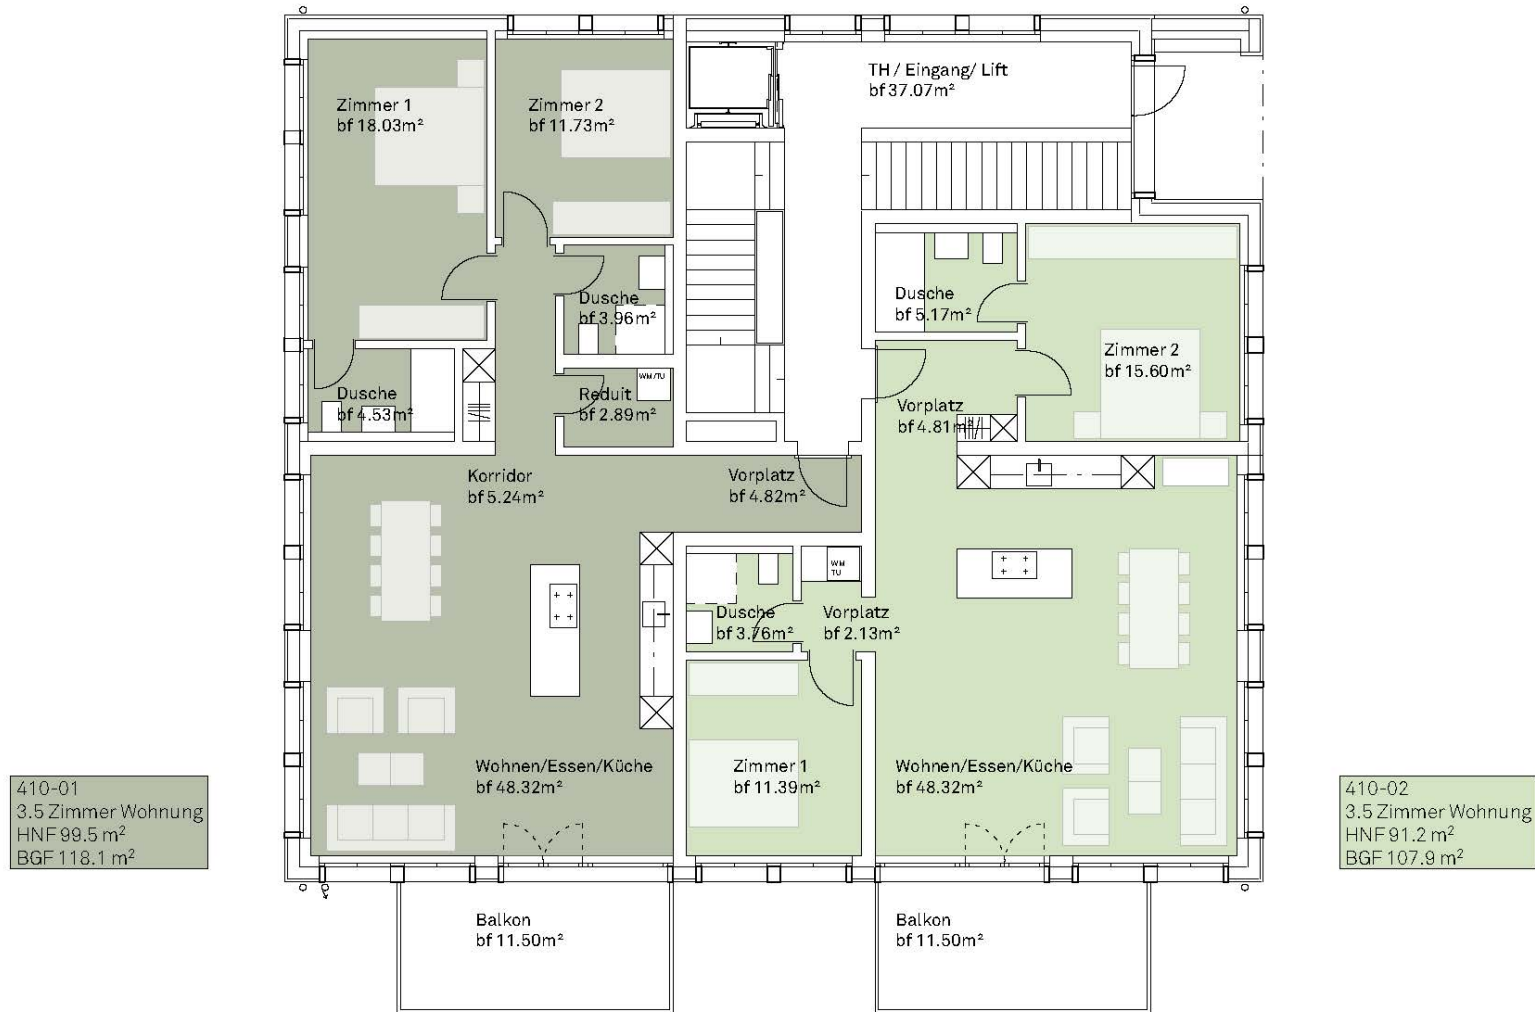 TH / Eingang/ Lift
bf 37.07m²
Zimmer 1
bf 18.03m²
Zimmer 2
bf 11.73m²
Dusche
bf 3.96m²
Dusche
bf 5.17m²
Zimmer 2
bf 15.60m²
WM/TU
Dusche
bf 4.53m²
Reduit
bf 2.89m²
Vorplatz
bf 4.81m²
Korridor
bf 5.24m²
Vorplatz
bf 4.82m²
WM
TU
Dusche
bf 3.76m²
Vorplatz
bf 2.13m²
Wohnen/Essen/Küche
bf 48.32m²
Zimmer 1
bf 11.39m²
Wohnen/Essen/Küche
bf 48.32m²
410-01
3.5 Zimmer Wohnung
HNF 99.5 m²
BGF 118.1 m²
410-02
3.5 Zimmer Wohnung
HNF 91.2 m²
BGF 107.9 m²
Balkon
bf 11.50m²
Balkon
bf 11.50m²